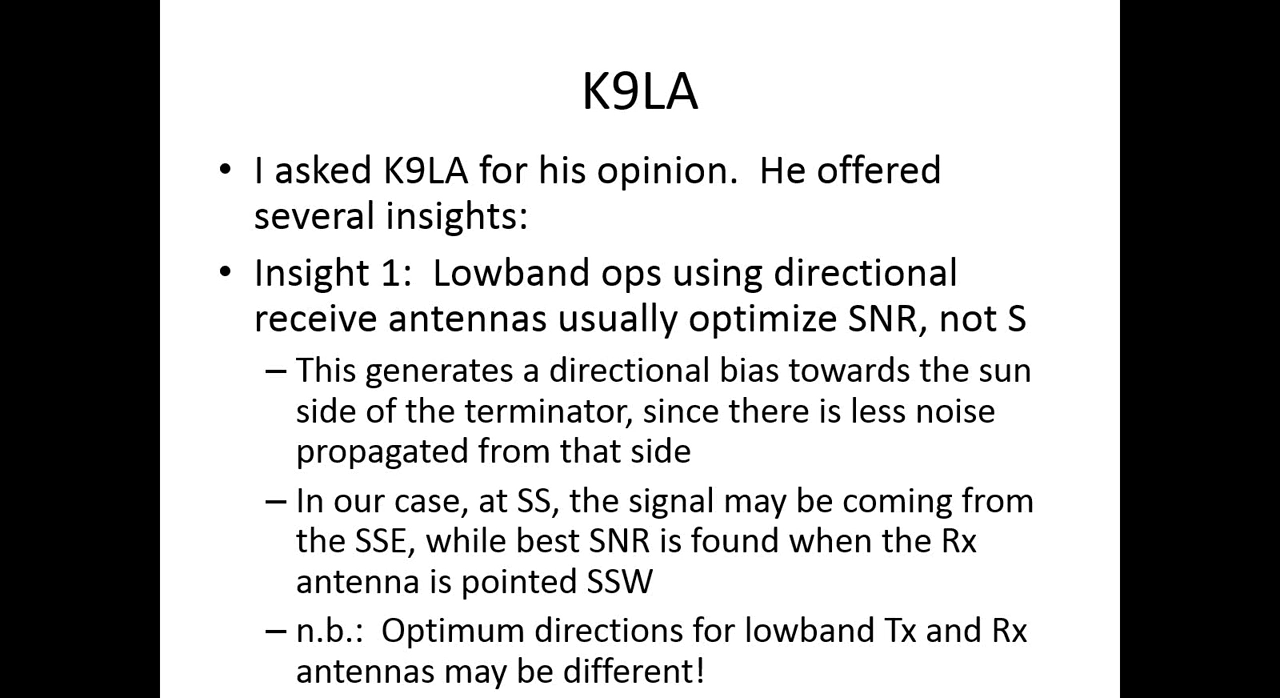 K9LA
• I asked K9LA for his opinion.  He offered
several insights:
• Insight 1:  Lowband ops using directional
receive antennas usually optimize SNR, not S
– This generates a directional bias towards the sun
side of the terminator, since there is less noise
propagated from that side
– In our case, at SS, the signal may be coming from
the SSE, while best SNR is found when the Rx
antenna is pointed SSW
– n.b.:  Optimum directions for lowband Tx and Rx
antennas may be different!